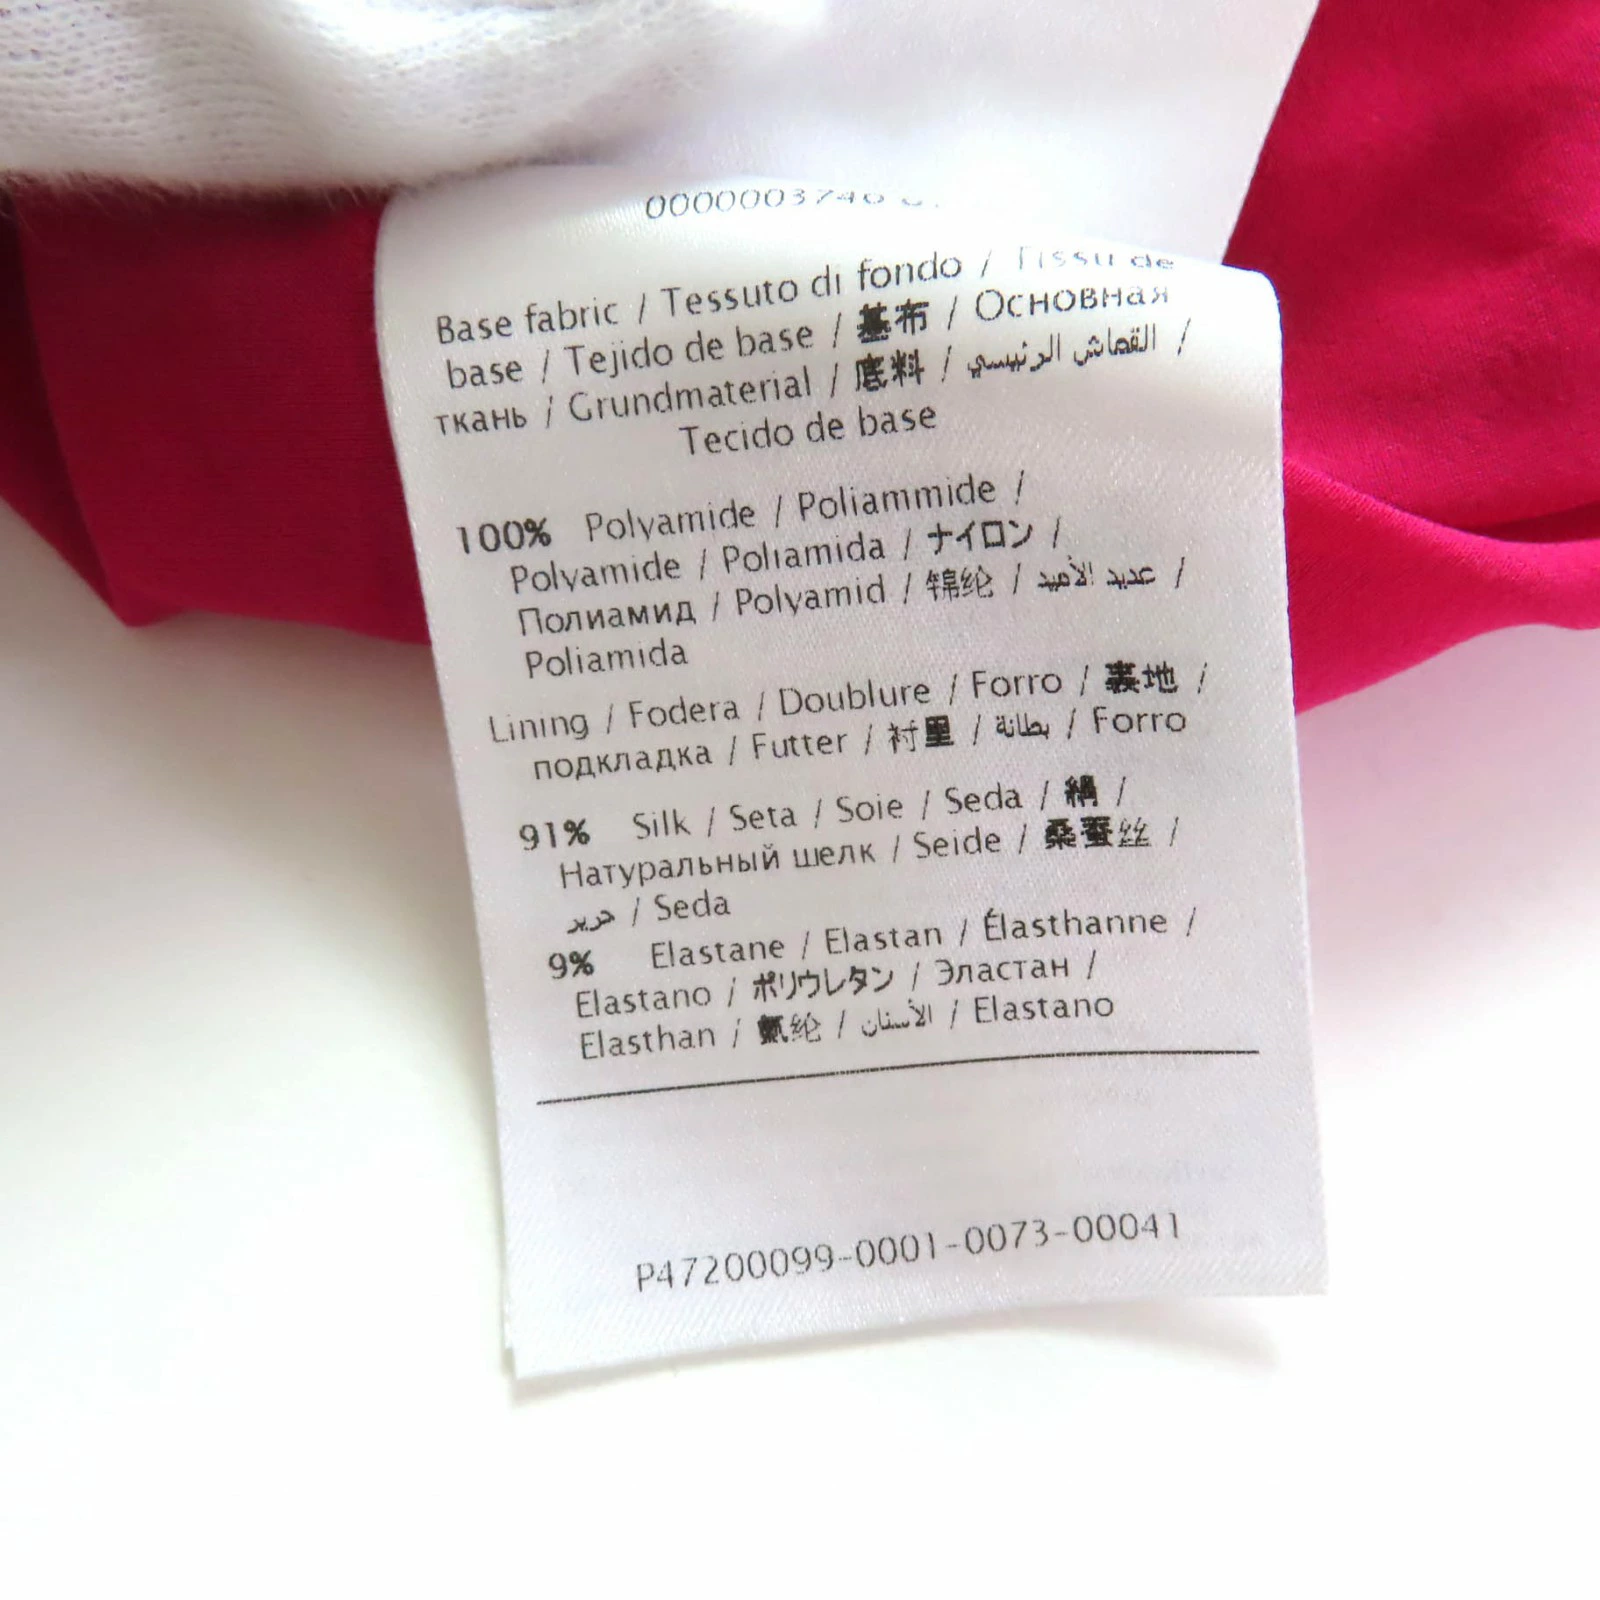 0000003746
Base fabric / Tessuto di fondo / Tissu de
base / Tejido de base / 基布 / Основная
ткань / Grundmaterial / 底料 / القماش الرئيسي /
Tecido de base
100% Polyamide / Poliammide /
Polyamide / Poliamida / ナイロン /
Полиамид / Polyamid / 锦纶 / عديد الأميد /
Poliamida
Lining / Fodera / Doublure / Forro / 裏地 /
подкладка / Futter / 衬里 / بطانة / Forro
91% Silk / Seta / Soie / Seda / 絹 /
Натуральный шелк / Seide / 桑蚕丝 /
حرير / Seda
9% Elastane / Elastan / Élasthanne /
Elastano / ポリウレタン / Эластан /
Elasthan / 氨纶 / الأستان / Elastano
P47200099-0001-0073-00041